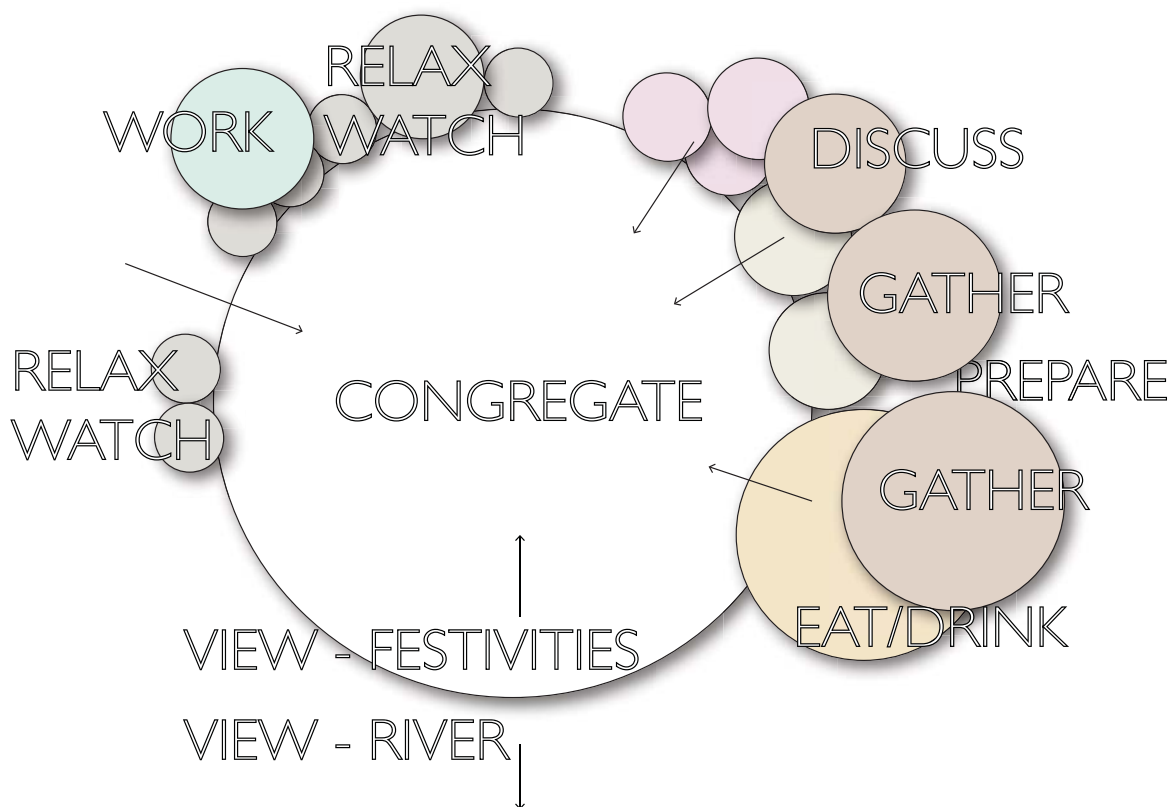 RELAX
WATCH
WORK
DISCUSS
GATHER
PREPARE
RELAX
WATCH
CONGREGATE
GATHER
EAT/DRINK
VIEW - FESTIVITIES
VIEW - RIVER